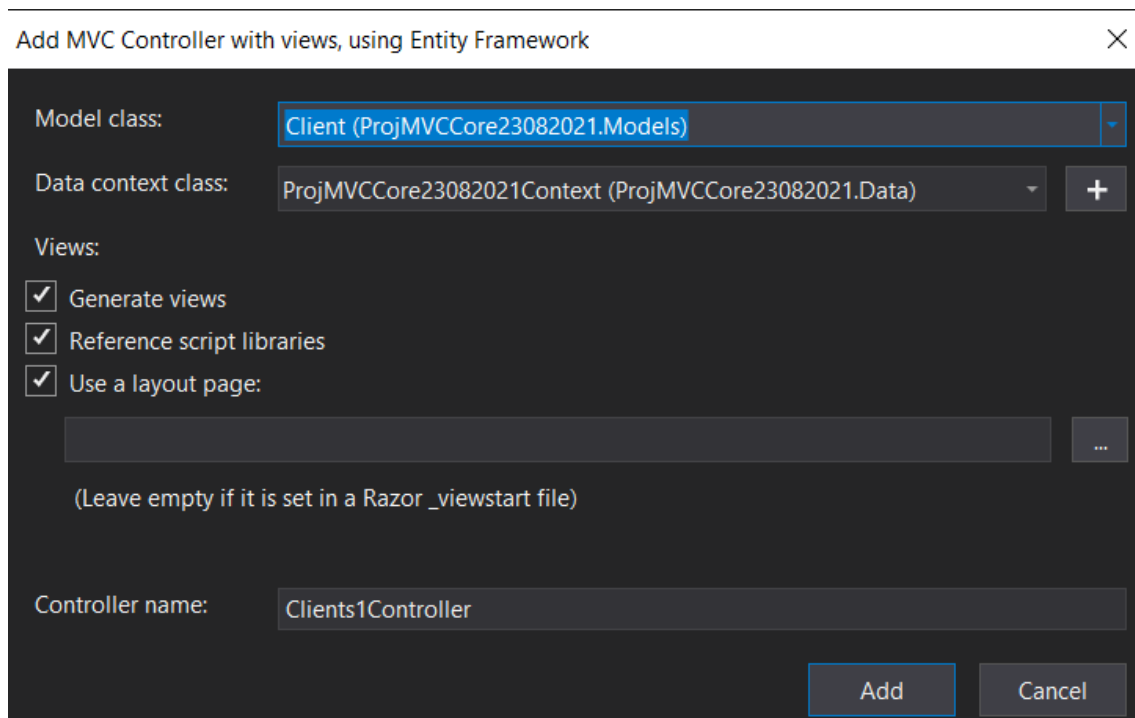 Add MVC Controller with views, using Entity Framework
Model class: Client (ProjMVCCore23082021.Models)
Data context class: ProjMVCCore23082021Context (ProjMVCCore23082021.Data) +
Views:
Generate views
Reference script libraries
Use a layout page:
...
(Leave empty if it is set in a Razor _viewstart file)
Controller name: Clients1Controller
Add Cancel